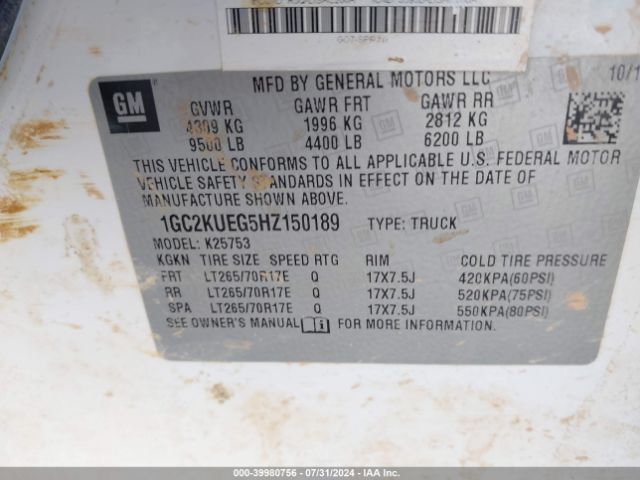 GO7-SPR20
MFD BY GENERAL MOTORS LLC
10/1
GM
GVWR GAWR FRT GAWR RR
4309 KG 1996 KG 2812 KG
9500 LB 4400 LB 6200 LB
THIS VEHICLE CONFORMS TO ALL APPLICABLE U.S. FEDERAL MOTOR
VEHICLE SAFETY STANDARDS IN EFFECT ON THE DATE OF
MANUFACTURE SHOWN ABOVE.
1GC2KUEG5HZ150189 TYPE: TRUCK
MODEL: K25753
KGKN TIRE SIZE SPEED RTG RIM COLD TIRE PRESSURE
FRT LT265/70R17E Q 17X7.5J 420KPA(60PSI)
RR LT265/70R17E Q 17X7.5J 520KPA(75PSI)
SPA LT265/70R17E Q 17X7.5J 550KPA(80PSI)
SEE OWNER'S MANUAL FOR MORE INFORMATION.
000-39980756 / 07/31/2024 / IAA Inc.